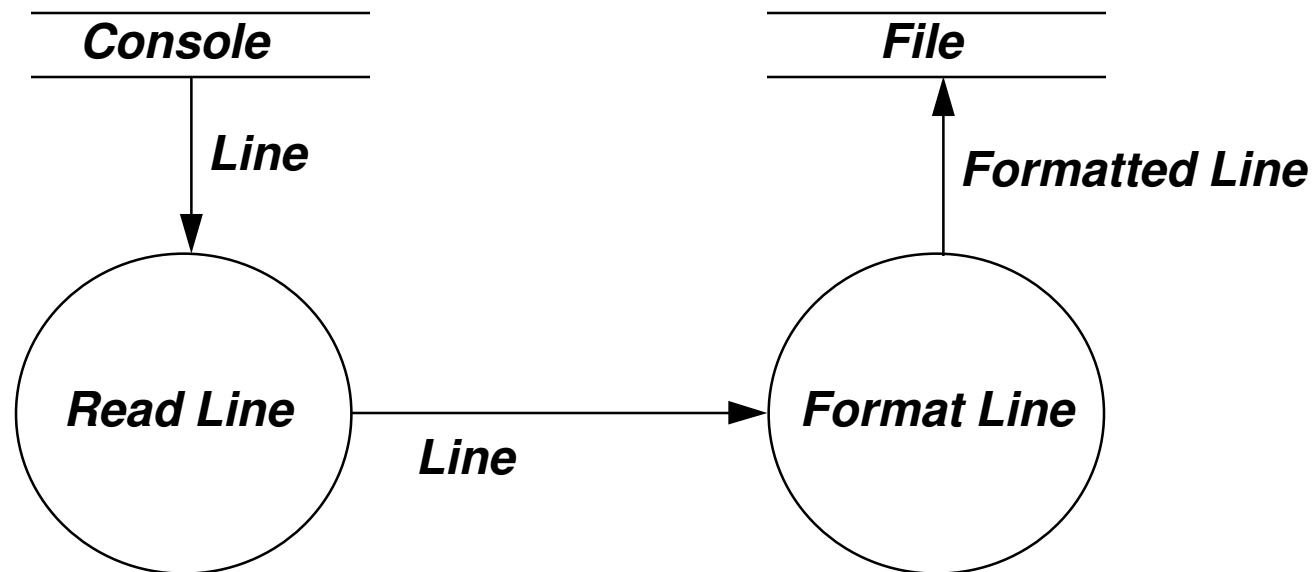 Console
File
Line
Formatted Line
Read Line
Format Line
Line